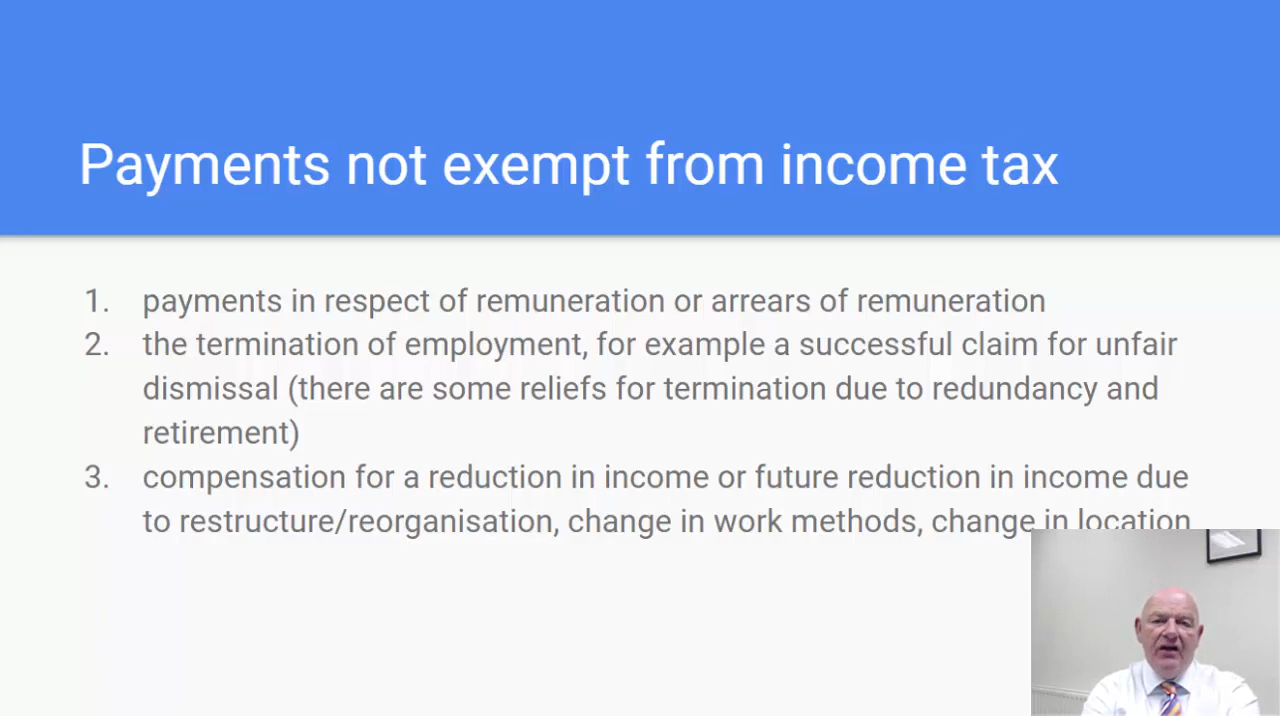 Payments not exempt from income tax
1. payments in respect of remuneration or arrears of remuneration
2. the termination of employment, for example a successful claim for unfair
dismissal (there are some reliefs for termination due to redundancy and
retirement)
3. compensation for a reduction in income or future reduction in income due
to restructure/reorganisation, change in work methods, change in location